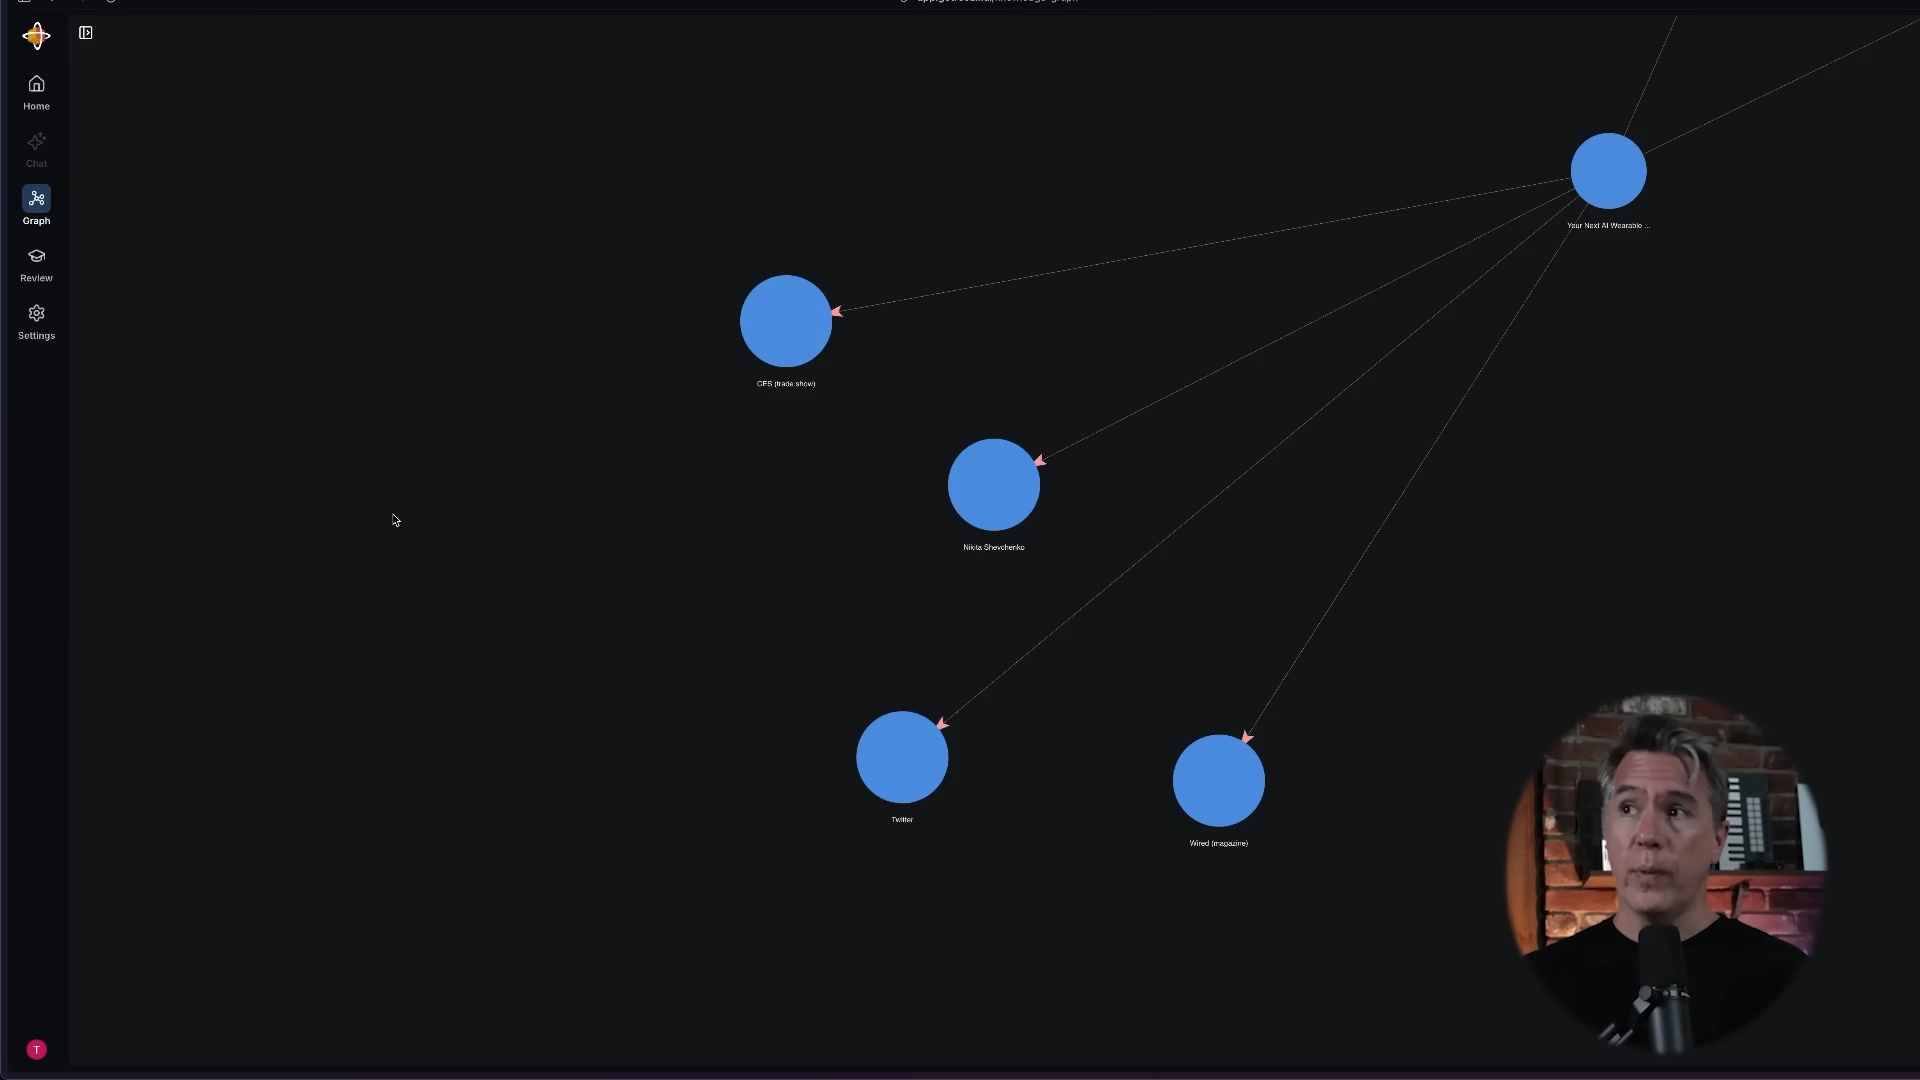 Home
Chat
Graph
Review
Settings
Your Next AI Wearable ...
CES (trade show)
Nikita Shevchenko
Twitter
Wired (magazine)
T